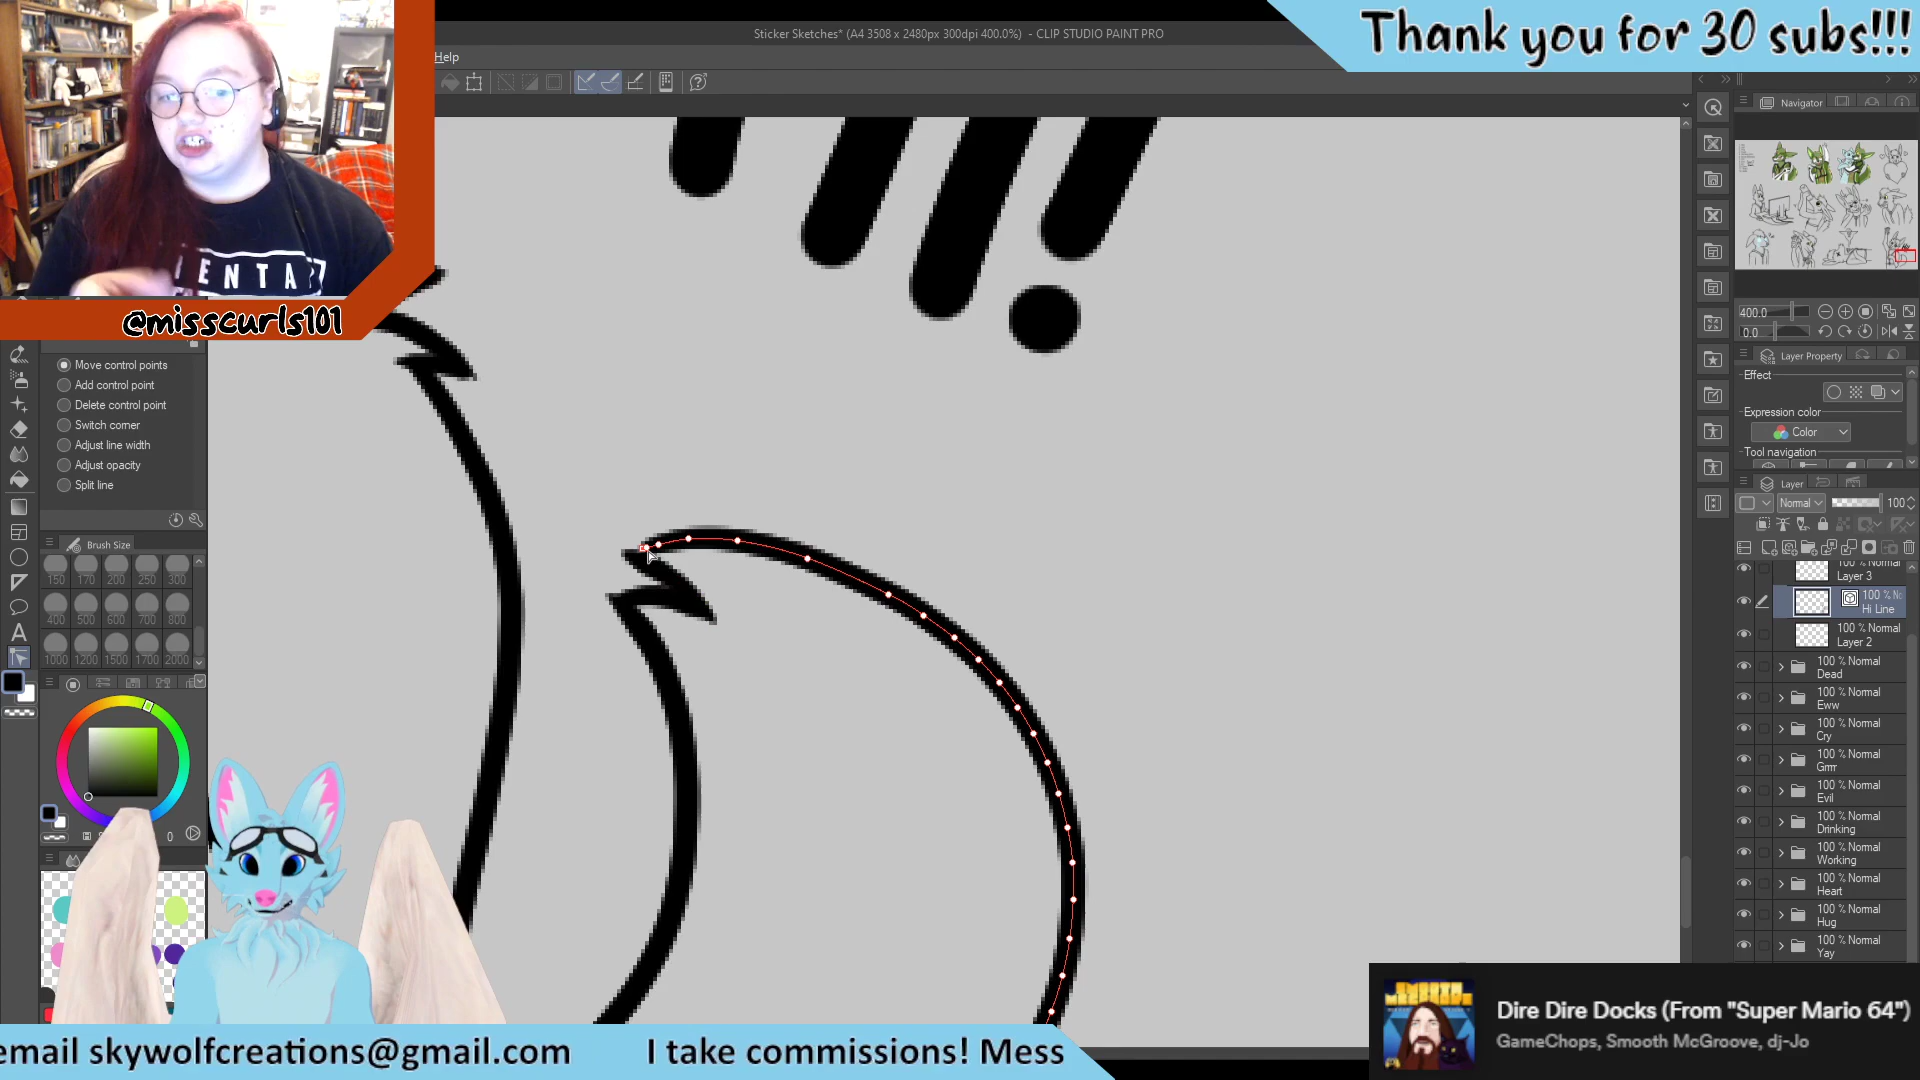 Thank you for 30 subs!!!
Sticker Sketches* (A4 3508 x 2480px 300dpi 400.0%) - CLIP STUDIO PAINT PRO
Help
MENTA
@misscurls101
Move control points
Add control point
Delete control point
Switch corner
Adjust line width
Adjust opacity
Split line
Brush Size
150 170 200 250 300
400 500 600 700 800
1000 1200 1500 1700 2000
0
Navigator
400.0
0.0
Layer Property
Effect
Expression color
Color
Tool navigation
Layer
Normal 100
100 % Normal
Layer 3
100 % No
Hi Line
100 % Normal
Layer 2
100 % Normal
Dead
100 % Normal
Eww
100 % Normal
Cry
100 % Normal
Grrr
100 % Normal
Evil
100 % Normal
Drinking
100 % Normal
Working
100 % Normal
Heart
100 % Normal
Hug
100 % Normal
Yay
Dire Dire Docks (From "Super Mario 64")
GameChops, Smooth McGroove, dj-Jo
email skywolfcreations@gmail.com I take commissions! Mess